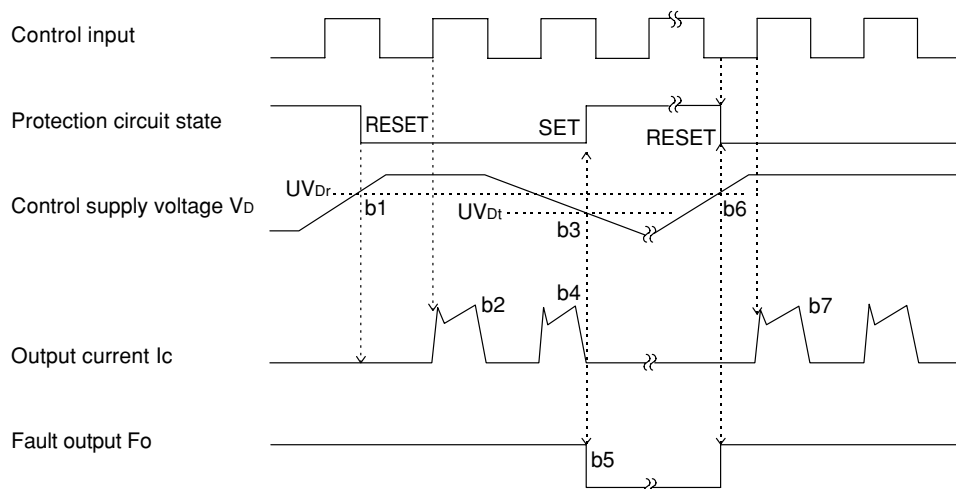 Control input
Protection circuit state
RESET
SET
RESET
UVDr
Control supply voltage VD
b1
UVDt
b3
b6
b2
b4
b7
Output current Ic
Fault output Fo
b5